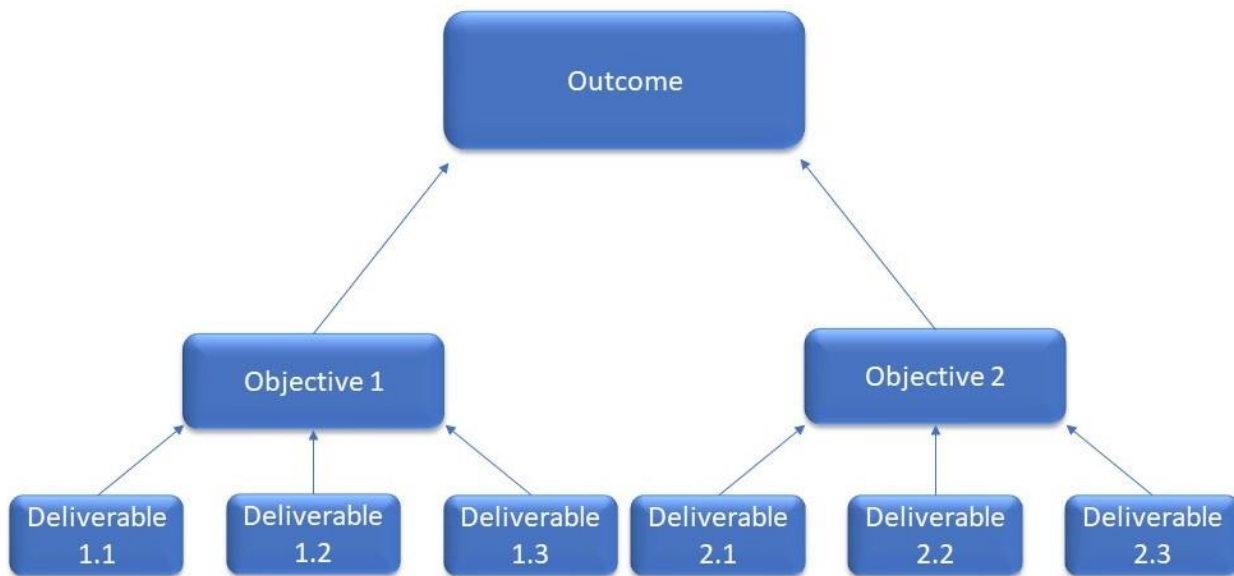 Outcome
Objective 1
Objective 2
Deliverable
1.1
Deliverable
1.2
Deliverable
1.3
Deliverable
2.1
Deliverable
2.2
Deliverable
2.3